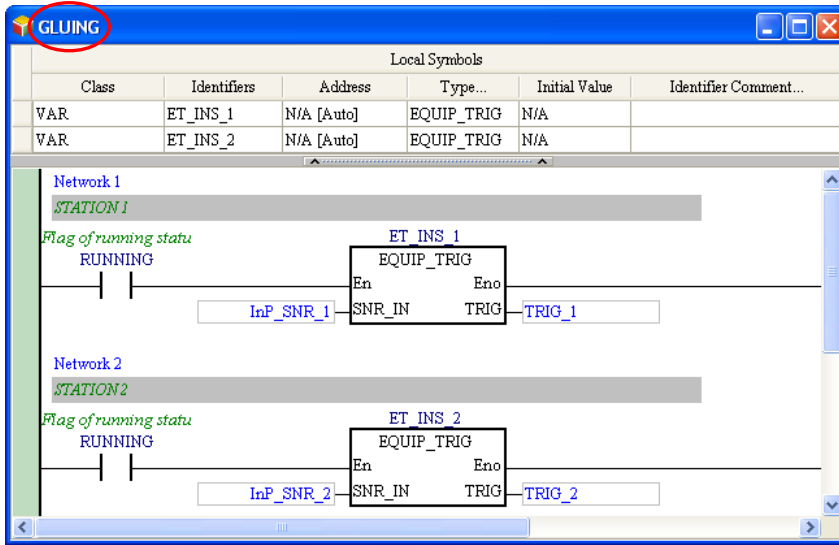 GLUING
Local Symbols
Class Identifiers Address Type... Initial Value Identifier Comment...
VAR ET_INS_1 N/A [Auto] EQUIP_TRIG N/A
VAR ET_INS_2 N/A [Auto] EQUIP_TRIG N/A
Network 1
STATION 1
Flag of running statu ET_INS_1
RUNNING EQUIP_TRIG
En Eno
InP_SNR_1 SNR_IN TRIG TRIG_1
Network 2
STATION2
Flag of running statu ET_INS_2
RUNNING EQUIP_TRIG
En Eno
InP_SNR_2 SNR_IN TRIG TRIG_2